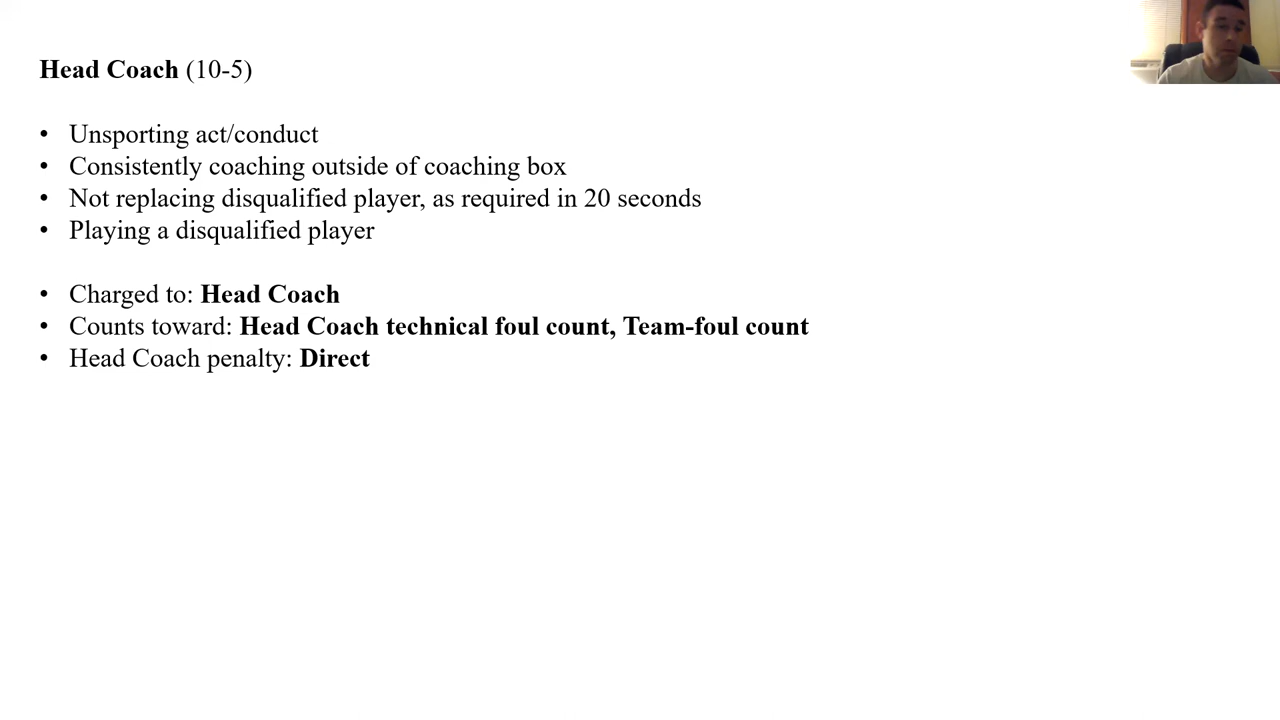 Head Coach (10-5)
• Unsporting act/conduct
• Consistently coaching outside of coaching box
• Not replacing disqualified player, as required in 20 seconds
• Playing a disqualified player
• Charged to: Head Coach
• Counts toward: Head Coach technical foul count, Team-foul count
• Head Coach penalty: Direct